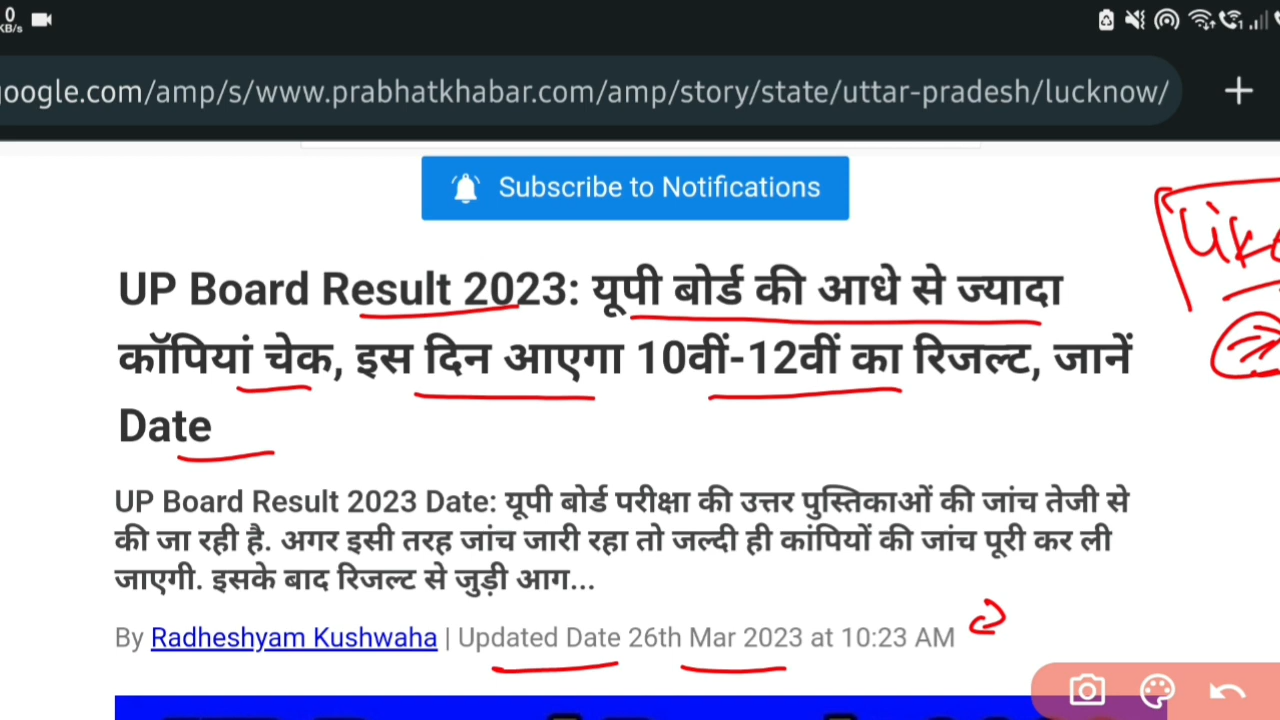 0
KB/s
google.com/amp/s/www.prabhatkhabar.com/amp/story/state/uttar-pradesh/lucknow/
Subscribe to Notifications
Like
UP Board Result 2023: यूपी बोर्ड की आधे से ज्यादा
कॉपियां चेक, इस दिन आएगा 10वीं-12वीं का रिजल्ट, जानें
Date
UP Board Result 2023 Date: यूपी बोर्ड परीक्षा की उत्तर पुस्तिकाओं की जांच तेजी से
की जा रही है. अगर इसी तरह जांच जारी रहा तो जल्दी ही कांपियों की जांच पूरी कर ली
जाएगी. इसके बाद रिजल्ट से जुड़ी आग...
By Radheshyam Kushwaha | Updated Date 26th Mar 2023 at 10:23 AM